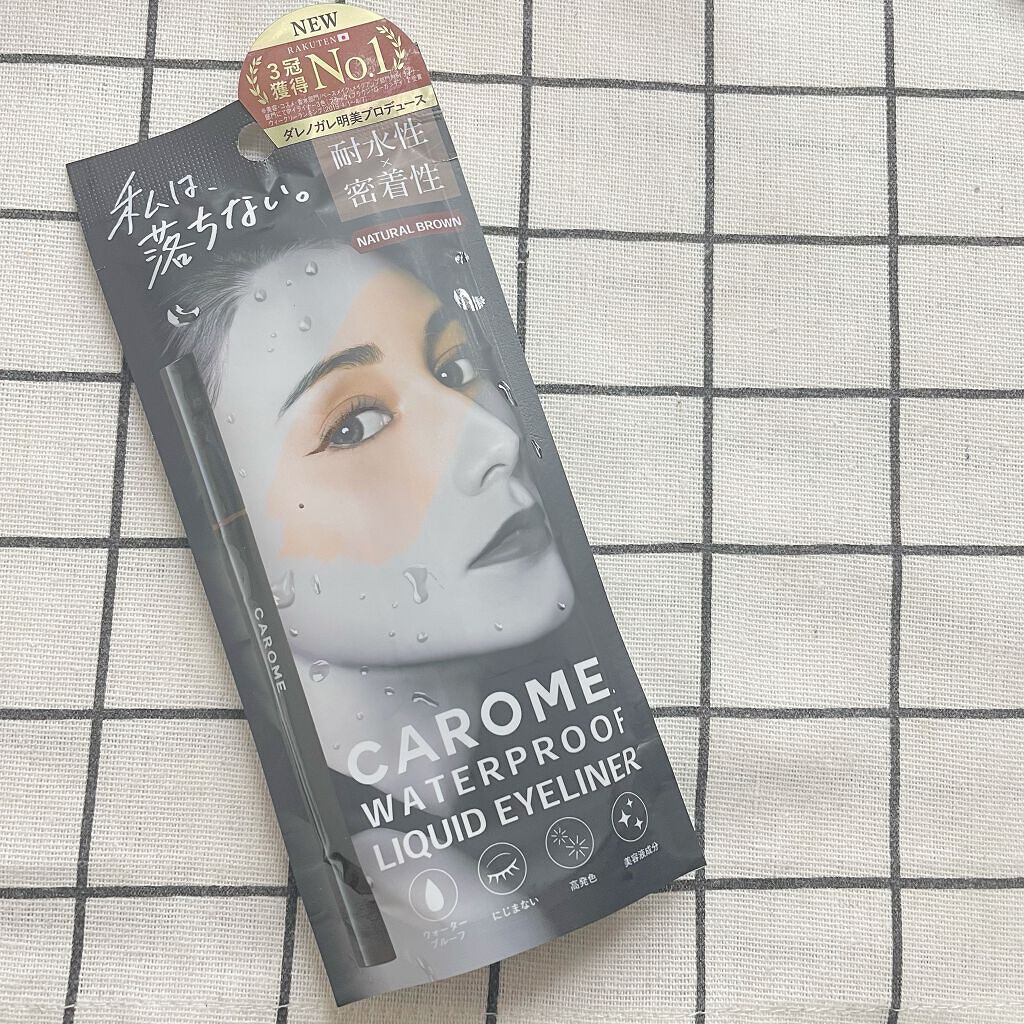 NEW
RAKUTEN
3冠
獲得
No.1
ダレノガレ明美プロデュース
耐水性
×
密着性
NATURAL BROWN
私は、
落ちない。
CAROME
CAROME.
WATERPROOF
LIQUID EYELINER
ウォーター
プルーフ
にじまない
高発色
美容液成分